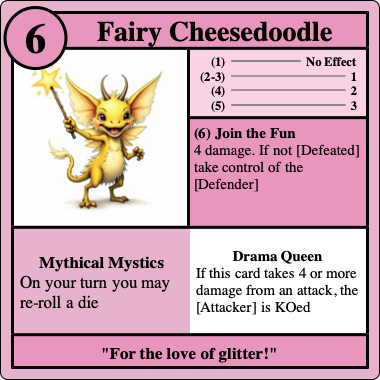 6
Fairy Cheesedoodle
(1) No Effect
(2-3) 1
(4) 2
(5) 3
(6) Join the Fun
4 damage. If not [Defeated]
take control of the
[Defender]
Mythical Mystics
On your turn you may
re-roll a die
Drama Queen
If this card takes 4 or more
damage from an attack, the
[Attacker] is KOed
"For the love of glitter!"